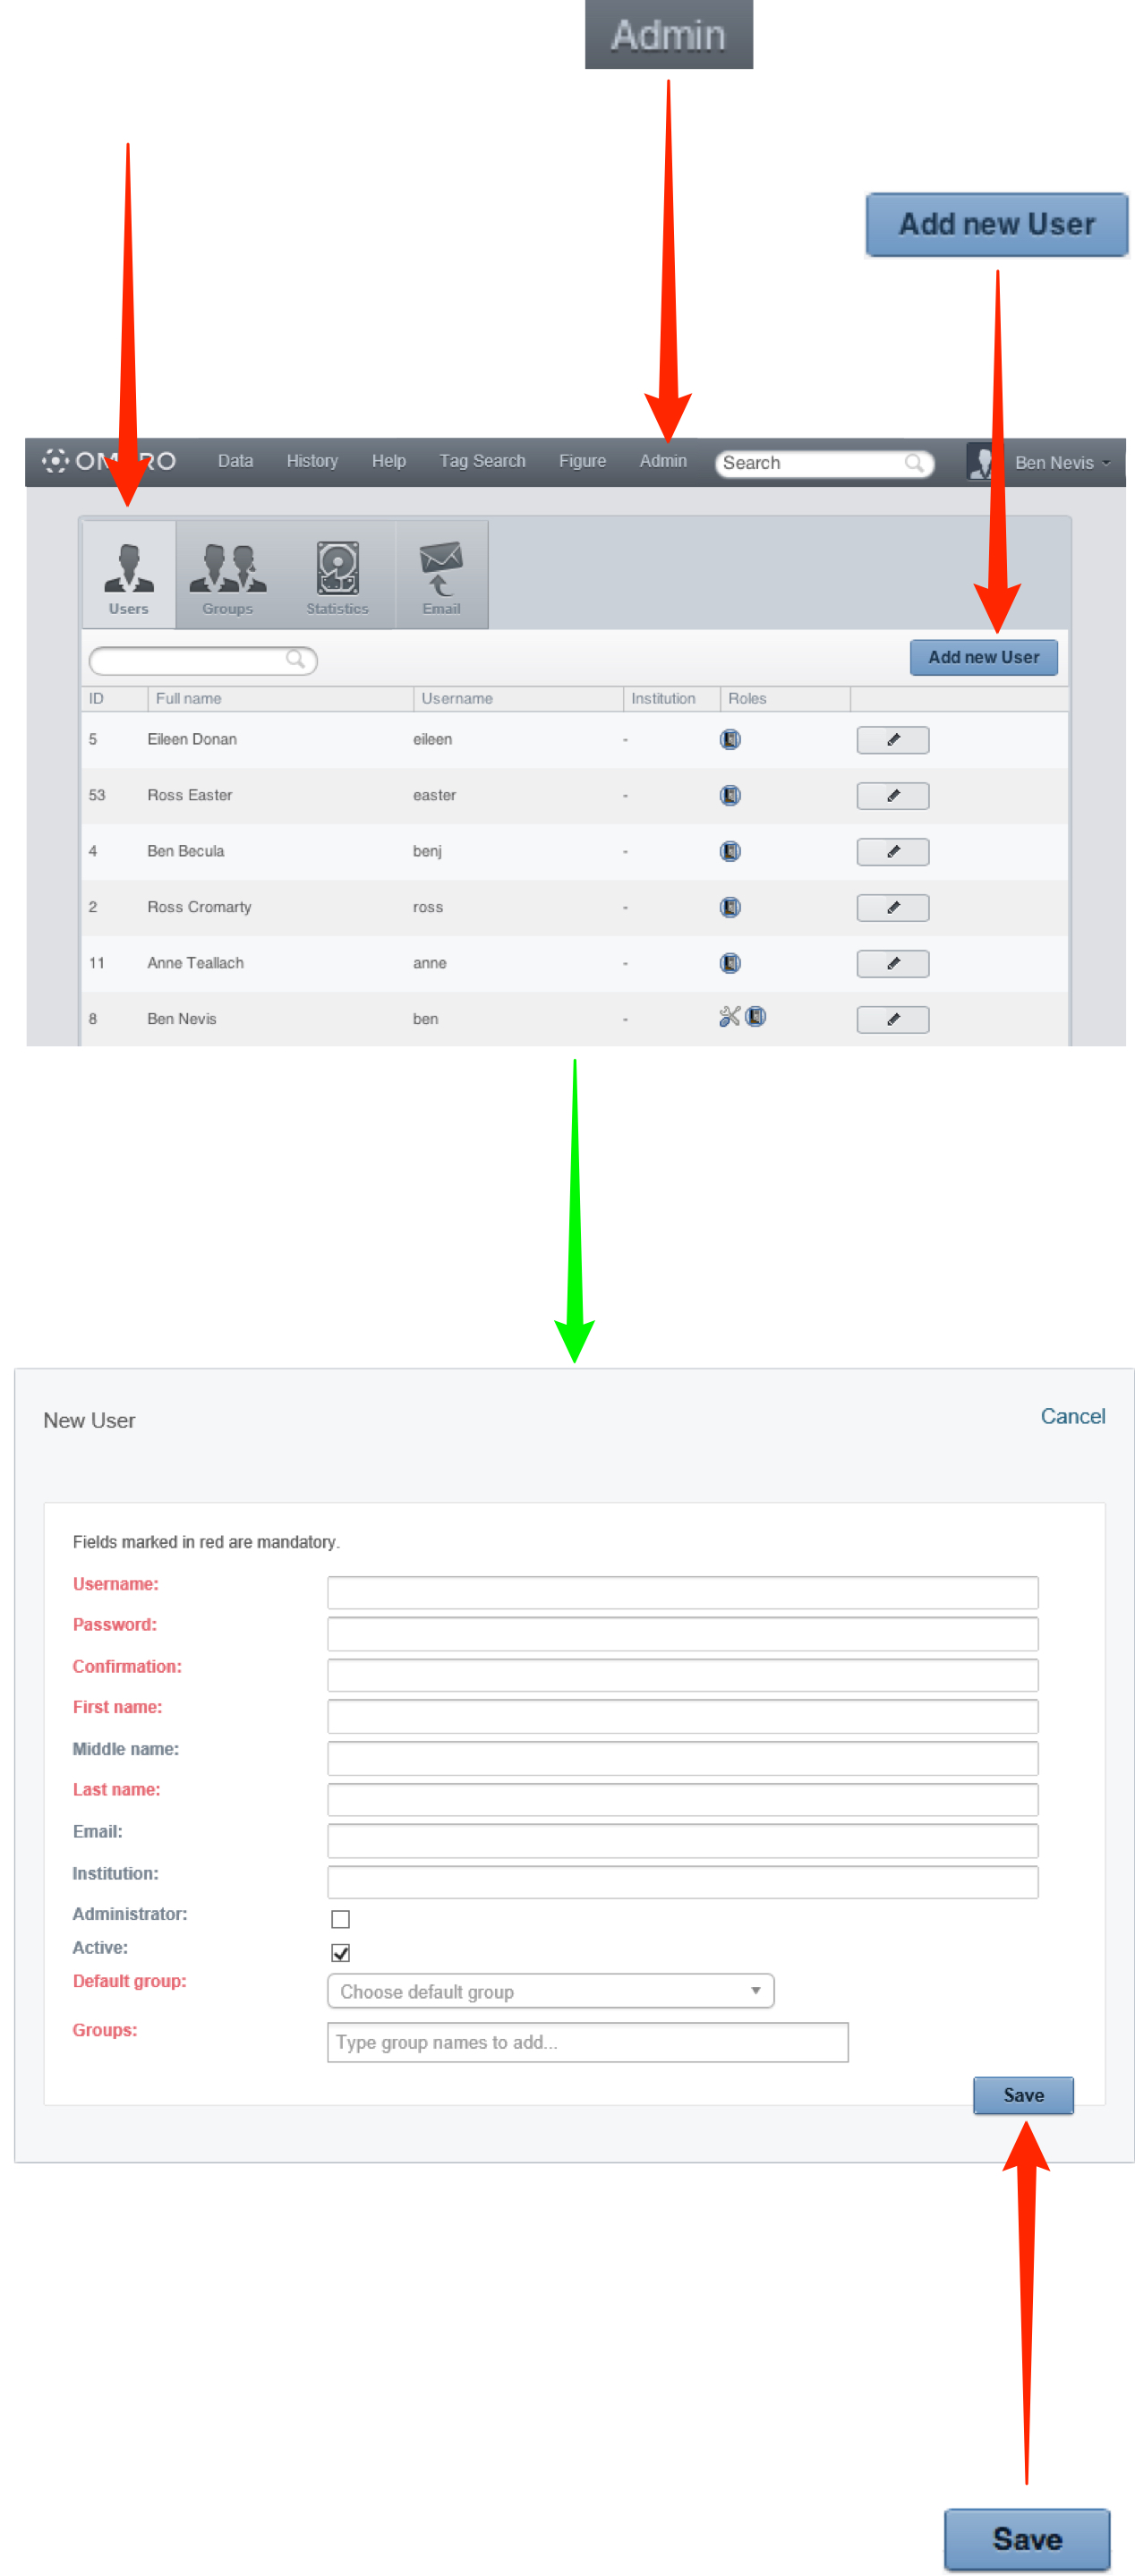 Admin
Add new User
Data History Help Tag Search Figure Admin Search Ben Nevis
Users Groups Statistics Email
Add new User
ID Full name Username Institution Roles
5 Eileen Donan eileen -
53 Ross Easter easter -
4 Ben Becula benj -
2 Ross Cromarty ross -
11 Anne Teallach anne -
8 Ben Nevis ben -
New User Cancel
Fields marked in red are mandatory.
Username:
Password:
Confirmation:
First name:
Middle name:
Last name:
Email:
Institution:
Administrator:
Active:
Default group: Choose default group
Groups: Type group names to add...
Save
Save